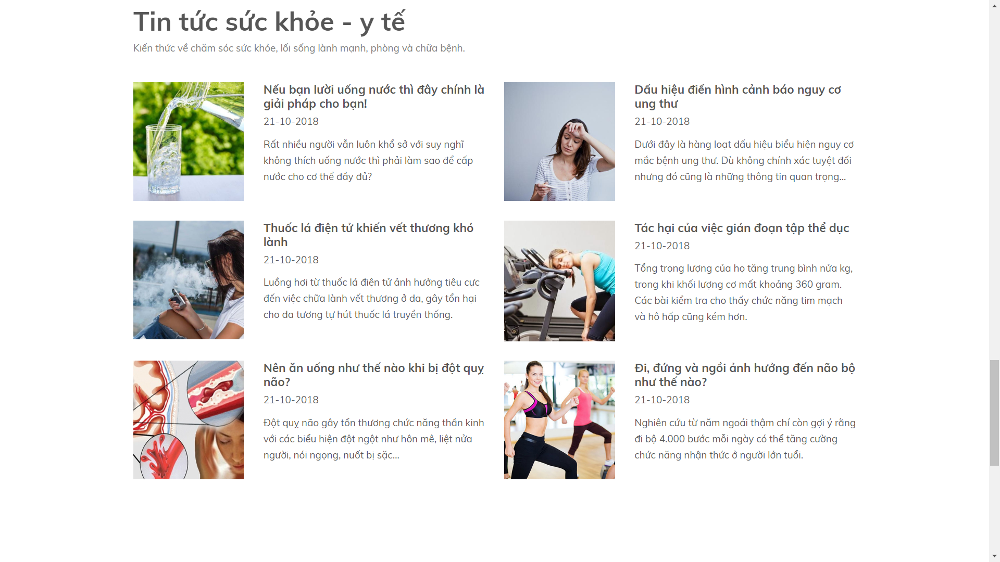 Tin tức sức khỏe - y tế
Kiến thức về chăm sóc sức khỏe, lối sống lành mạnh, phòng và chữa bệnh.
Nếu bạn lười uống nước thì đây chính là
giải pháp cho bạn!
21-10-2018
Rất nhiều người vẫn luôn khổ sở với suy nghĩ
không thích uống nước thì phải làm sao để cấp
nước cho cơ thể đầy đủ?
Dấu hiệu điển hình cảnh báo nguy cơ
ung thư
21-10-2018
Dưới đây là hàng loạt dấu hiệu biểu hiện nguy cơ
mắc bệnh ung thư. Dù không chính xác tuyệt đối
nhưng đó cũng là những thông tin quan trọng...
Thuốc lá điện tử khiến vết thương khó
lành
21-10-2018
Luồng hơi từ thuốc lá điện tử ảnh hưởng tiêu cực
đến việc chữa lành vết thương ở da, gây tổn hại
cho da tương tự hút thuốc lá truyền thống.
Tác hại của việc gián đoạn tập thể dục
21-10-2018
Tổng trọng lượng của họ tăng trung bình nửa kg,
trong khi khối lượng cơ mất khoảng 360 gram.
Các bài kiểm tra cho thấy chức năng tim mạch
và hô hấp cũng kém hơn.
Nên ăn uống như thế nào khi bị đột quỵ
não?
21-10-2018
Đột quỵ não gây tổn thương chức năng thần kinh
với các biểu hiện đột ngột như hôn mê, liệt nửa
người, nói ngọng, nuốt bị sặc...
Đi, đứng và ngồi ảnh hưởng đến não bộ
như thế nào?
21-10-2018
Nghiên cứu từ năm ngoái thậm chí còn gợi ý rằng
đi bộ 4.000 bước mỗi ngày có thể tăng cường
chức năng nhận thức ở người lớn tuổi.